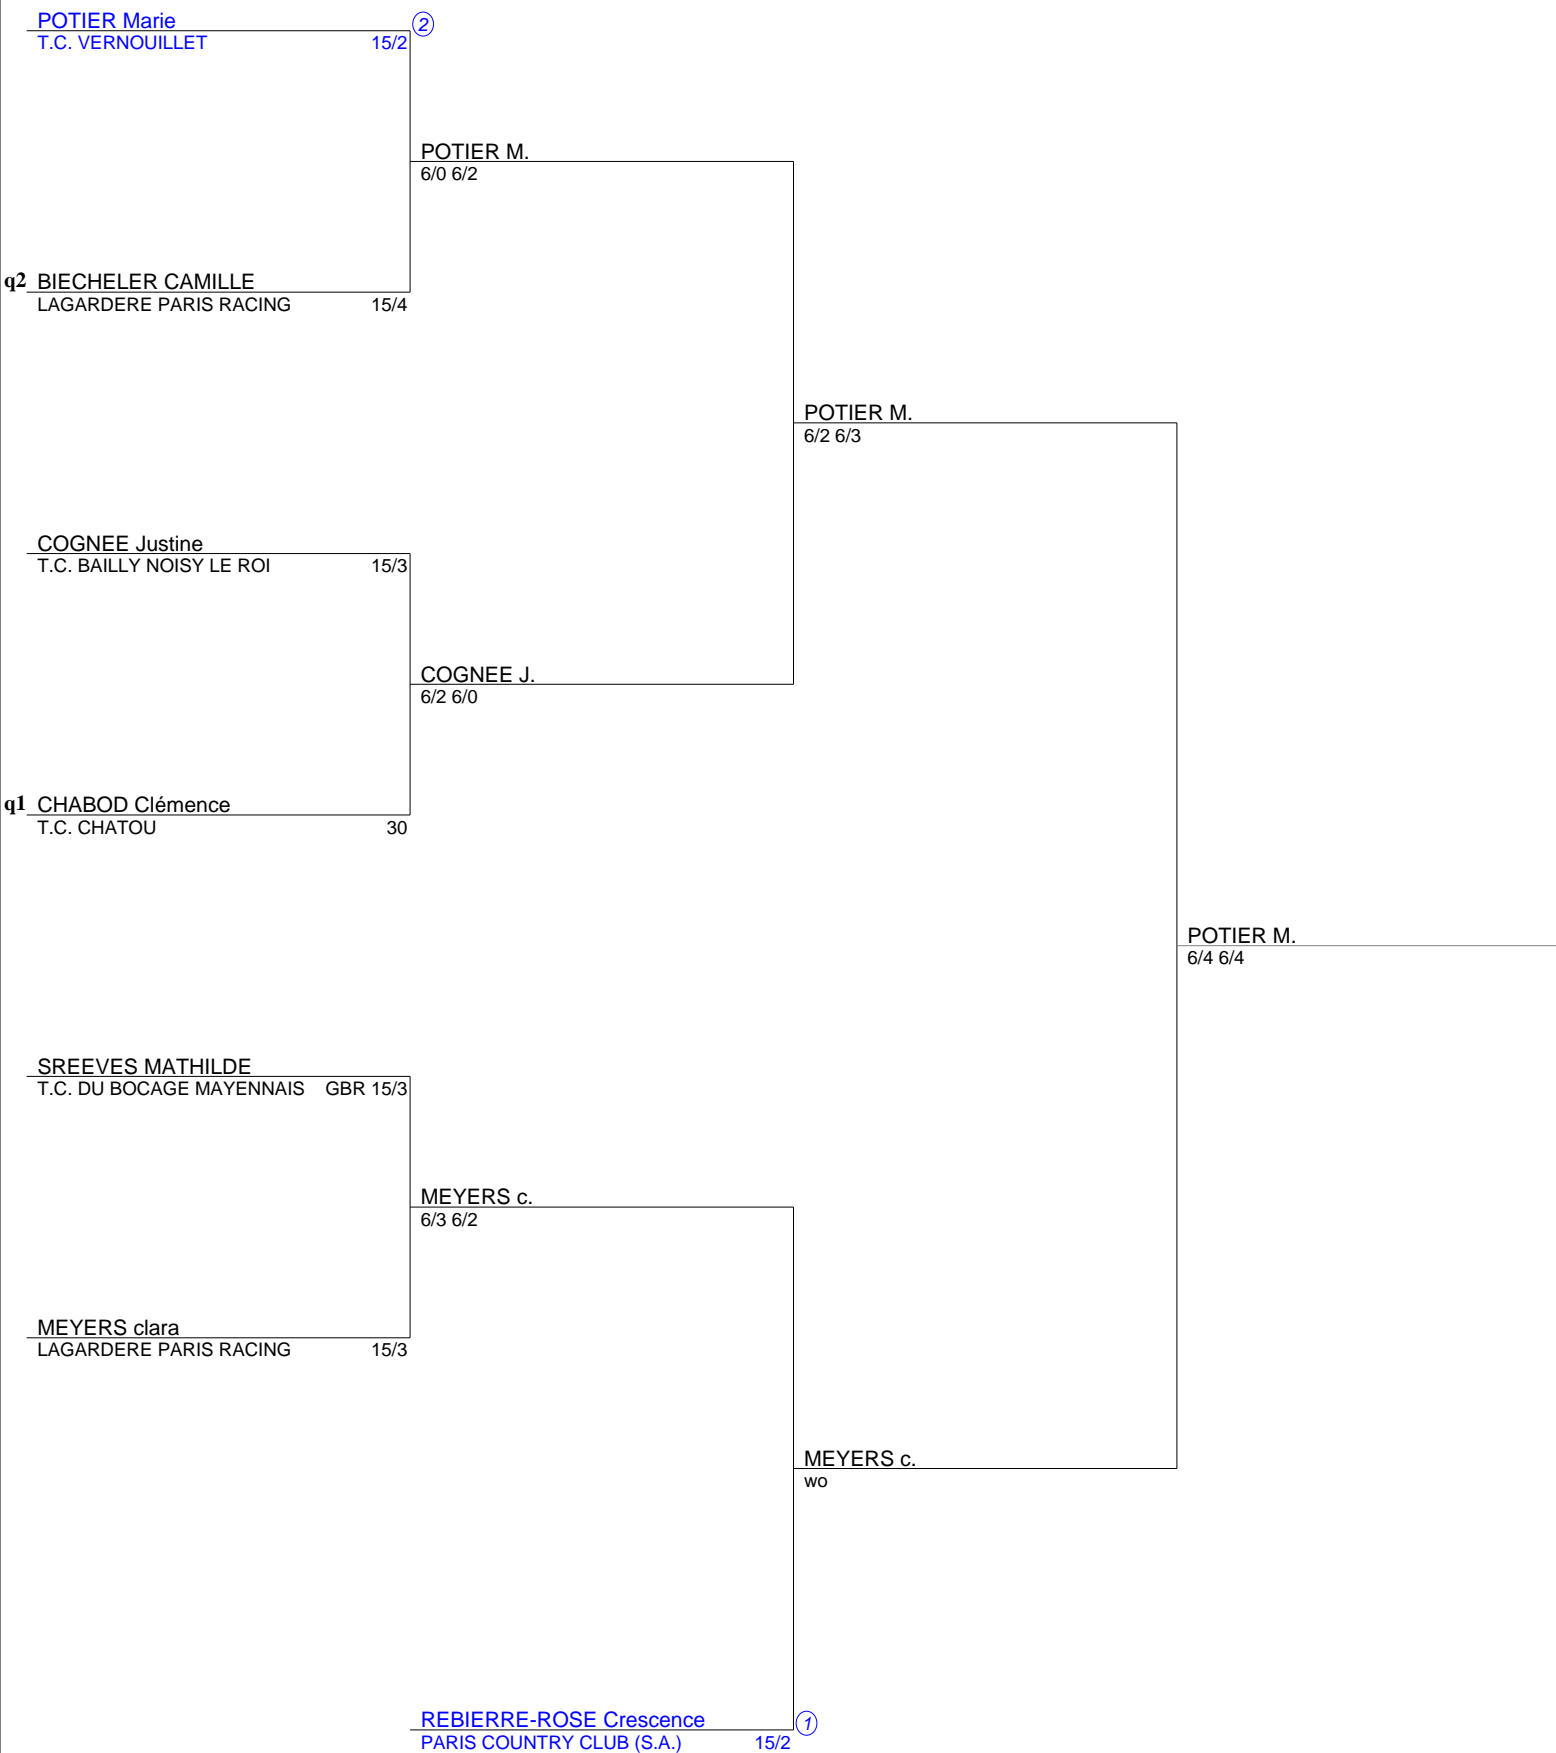 POTIER Marie
2
T.C. VERNOUILLET 15/2
POTIER M.
6/0 6/2
q2 BIECHELER CAMILLE
LAGARDERE PARIS RACING 15/4
POTIER M.
6/2 6/3
COGNEE Justine
T.C. BAILLY NOISY LE ROI 15/3
COGNEE J.
6/2 6/0
q1 CHABOD Clémence
T.C. CHATOU 30
POTIER M.
6/4 6/4
SREEVES MATHILDE
T.C. DU BOCAGE MAYENNAIS GBR 15/3
MEYERS c.
6/3 6/2
MEYERS clara
LAGARDERE PARIS RACING 15/3
MEYERS c.
wo
REBIERRE-ROSE Crescence
1
PARIS COUNTRY CLUB (S.A.) 15/2